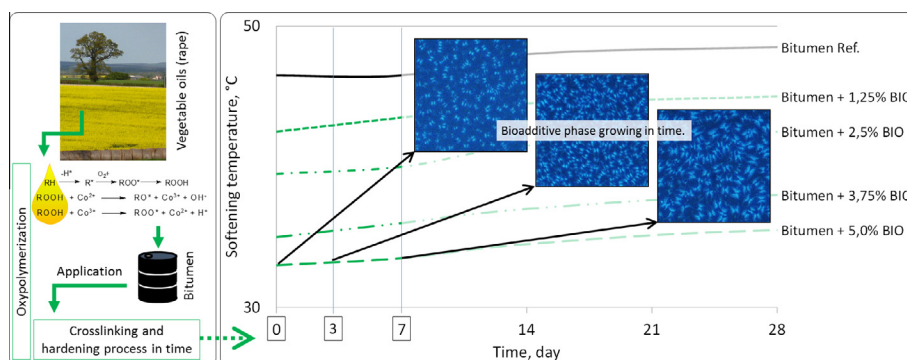 Vegetable oils (rape)
Oxypolymerization
-H• O₂+
RH → R• → ROO• → ROOH
ROOH + Co²⁺ → RO• + Co³⁺ + OH⁻
ROOH + Co³⁺ → ROO• + Co²⁺ + H⁺
Bitumen
Application
Crosslinking and
hardening process in time
Softening temperature, °C
50
30
Bioadditive phase growing in time.
Bitumen Ref.
Bitumen + 1,25% BIO
Bitumen + 2,5% BIO
Bitumen + 3,75% BIO
Bitumen + 5,0% BIO
0 3 7 14 21 28
Time, day